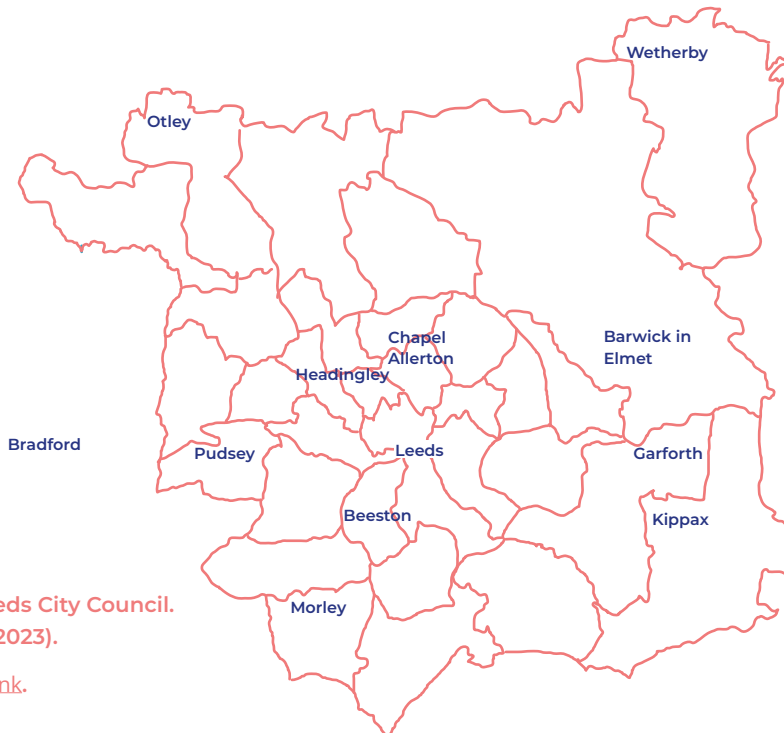 Wetherby
Otley
Chapel
Allerton
Barwick in
Elmet
Headingley
Bradford
Pudsey
Leeds
Garforth
Beeston
Kippax
eds City Council.
Morley
2023).
nk.